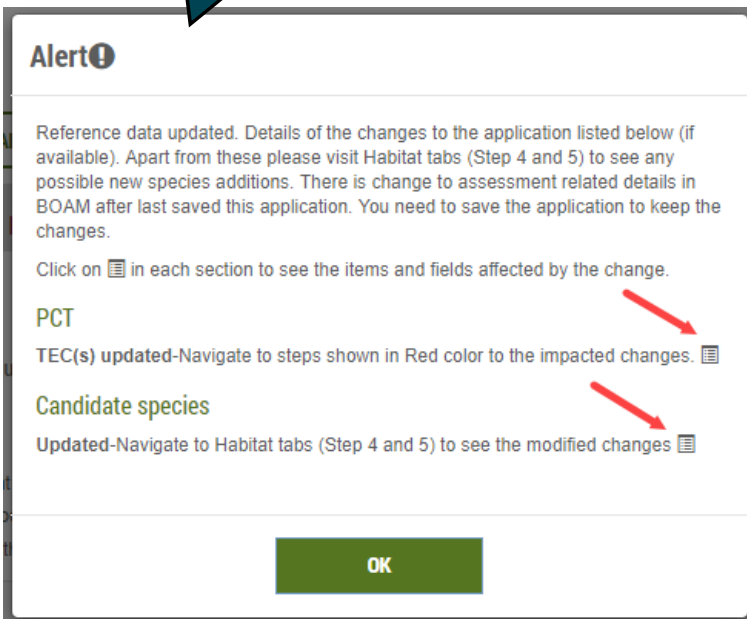 Alert
Reference data updated. Details of the changes to the application listed below (if
available). Apart from these please visit Habitat tabs (Step 4 and 5) to see any
possible new species additions. There is change to assessment related details in
BOAM after last saved this application. You need to save the application to keep the
changes.
Click on in each section to see the items and fields affected by the change.
PCT
TEC(s) updated-Navigate to steps shown in Red color to the impacted changes.
Candidate species
Updated-Navigate to Habitat tabs (Step 4 and 5) to see the modified changes
OK